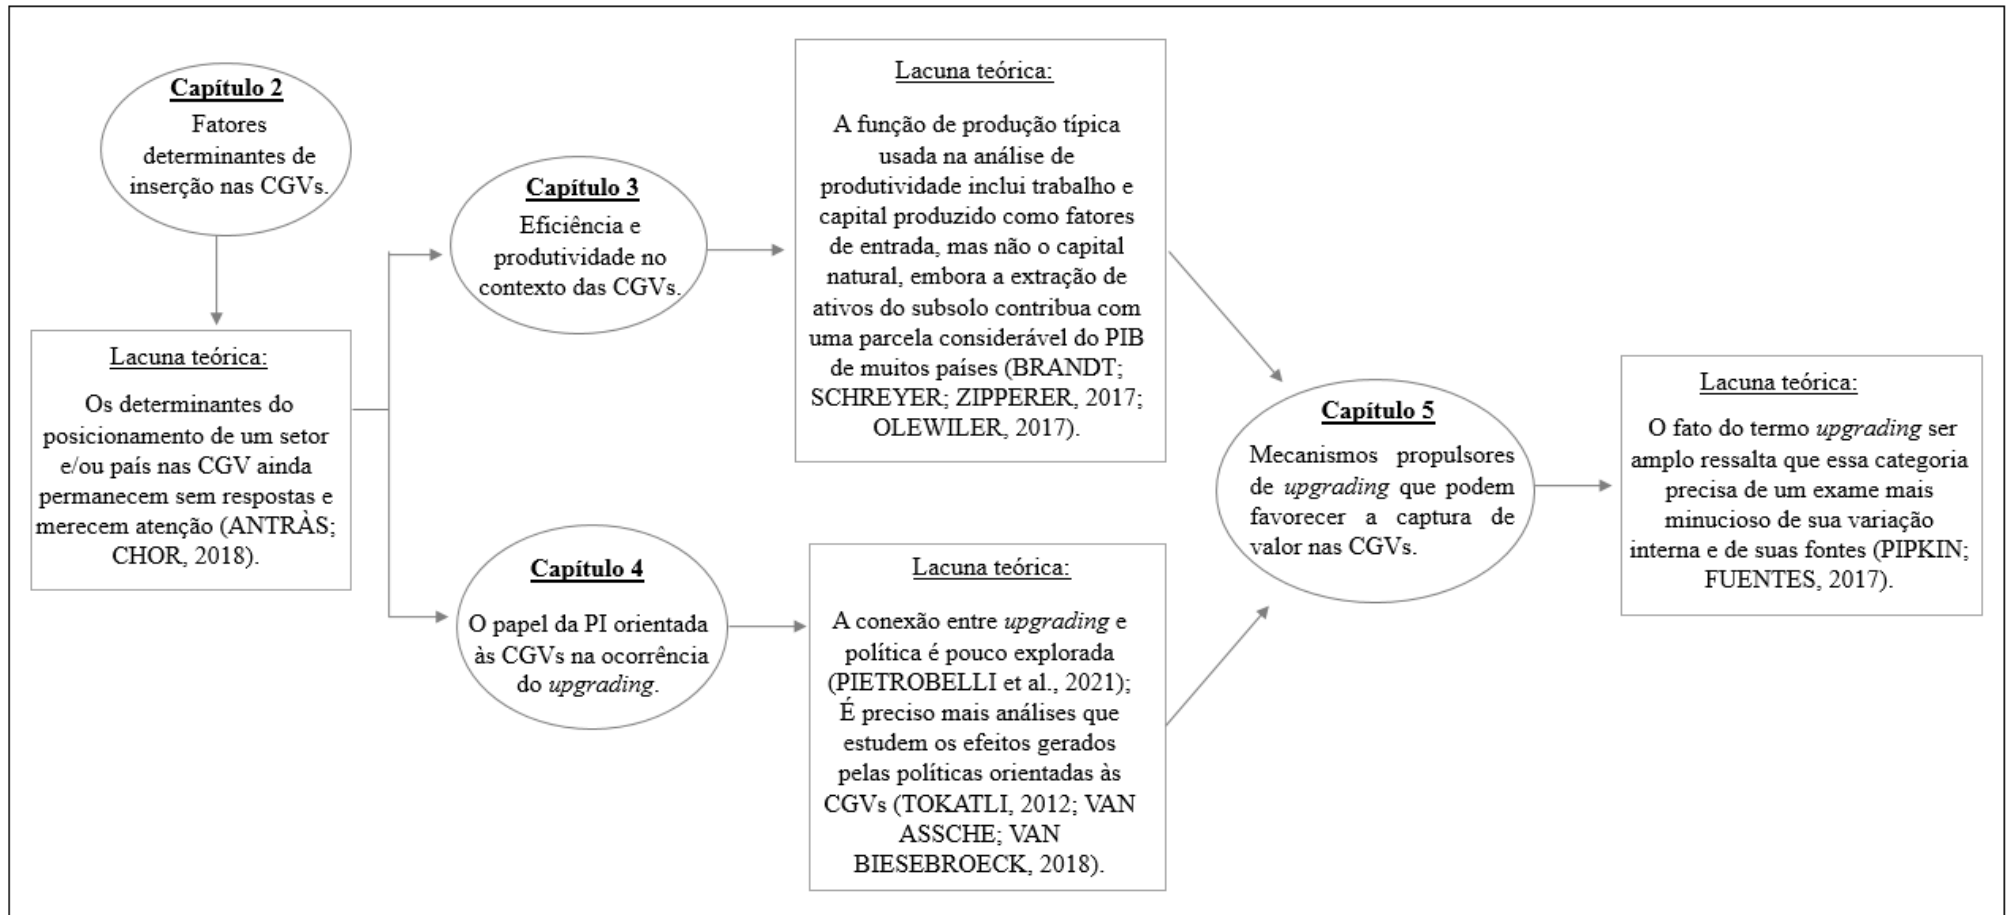 Capítulo 2
Fatores
determinantes de
inserção nas CGVs.
Lacuna teórica:
Os determinantes do
posicionamento de um setor
e/ou país nas CGV ainda
permanecem sem respostas e
merecem atenção (ANTRÀS;
CHOR, 2018).
Capítulo 3
Eficiência e
produtividade no
contexto das CGVs.
Lacuna teórica:
A função de produção típica
usada na análise de
produtividade inclui trabalho e
capital produzido como fatores
de entrada, mas não o capital
natural, embora a extração de
ativos do subsolo contribua com
uma parcela considerável do PIB
de muitos países (BRANDT;
SCHREYER; ZIPPERER, 2017;
OLEWILER, 2017).
Capítulo 4
O papel da PI orientada
às CGVs na ocorrência
do upgrading.
Lacuna teórica:
A conexão entre upgrading e
política é pouco explorada
(PIETROBELLI et al., 2021);
É preciso mais análises que
estudem os efeitos gerados
pelas políticas orientadas às
CGVs (TOKATLI, 2012; VAN
ASSCHE; VAN
BIESEBROECK, 2018).
Capítulo 5
Mecanismos propulsores
de upgrading que podem
favorecer a captura de
valor nas CGVs.
Lacuna teórica:
O fato do termo upgrading ser
amplo ressalta que essa categoria
precisa de um exame mais
minucioso de sua variação
interna e de suas fontes (PIPKIN;
FUENTES, 2017).